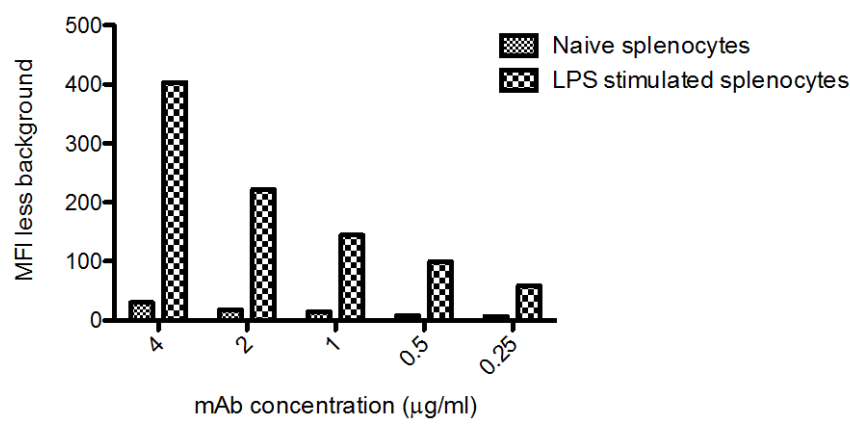 500
400
300
200
100
0
MFI less background
Naive splenocytes
LPS stimulated splenocytes
4
2
1
0.5
0.25
mAb concentration (μg/ml)